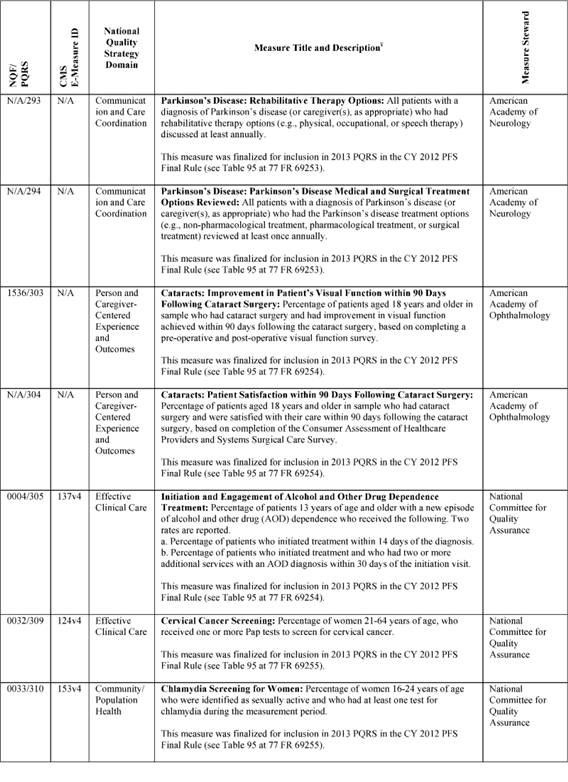 NQF/
PQRS
CMS
E-Measure ID
National
Quality
Strategy
Domain
Measure Title and Description¥
Measure Steward
N/A/293
N/A
Communicat
ion and Care
Coordination
Parkinson’s Disease: Rehabilitative Therapy Options: All patients with a
diagnosis of Parkinson’s disease (or caregiver(s), as appropriate) who had
rehabilitative therapy options (e.g., physical, occupational, or speech therapy)
discussed at least annually.
This measure was finalized for inclusion in 2013 PQRS in the CY 2012 PFS
Final Rule (see Table 95 at 77 FR 69253).
American
Academy of
Neurology
N/A/294
N/A
Communicat
ion and Care
Coordination
Parkinson’s Disease: Parkinson’s Disease Medical and Surgical Treatment
Options Reviewed: All patients with a diagnosis of Parkinson’s disease (or
caregiver(s), as appropriate) who had the Parkinson’s disease treatment options
(e.g., non-pharmacological treatment, pharmacological treatment, or surgical
treatment) reviewed at least once annually.
This measure was finalized for inclusion in 2013 PQRS in the CY 2012 PFS
Final Rule (see Table 95 at 77 FR 69253).
American
Academy of
Neurology
1536/303
N/A
Person and
Caregiver-
Centered
Experience
and
Outcomes
Cataracts: Improvement in Patient’s Visual Function within 90 Days
Following Cataract Surgery: Percentage of patients aged 18 years and older in
sample who had cataract surgery and had improvement in visual function
achieved within 90 days following the cataract surgery, based on completing a
pre-operative and post-operative visual function survey.
This measure was finalized for inclusion in 2013 PQRS in the CY 2012 PFS
Final Rule (see Table 95 at 77 FR 69254).
American
Academy of
Ophthalmology
N/A/304
N/A
Person and
Caregiver-
Centered
Experience
and
Outcomes
Cataracts: Patient Satisfaction within 90 Days Following Cataract Surgery:
Percentage of patients aged 18 years and older in sample who had cataract
surgery and were satisfied with their care within 90 days following the cataract
surgery, based on completion of the Consumer Assessment of Healthcare
Providers and Systems Surgical Care Survey.
This measure was finalized for inclusion in 2013 PQRS in the CY 2012 PFS
Final Rule (see Table 95 at 77 FR 69254).
American
Academy of
Ophthalmology
0004/305
137v4
Effective
Clinical Care
Initiation and Engagement of Alcohol and Other Drug Dependence
Treatment: Percentage of patients 13 years of age and older with a new episode
of alcohol and other drug (AOD) dependence who received the following. Two
rates are reported.
a. Percentage of patients who initiated treatment within 14 days of the diagnosis.
b. Percentage of patients who initiated treatment and who had two or more
additional services with an AOD diagnosis within 30 days of the initiation visit.
This measure was finalized for inclusion in 2013 PQRS in the CY 2012 PFS
Final Rule (see Table 95 at 77 FR 69254).
National
Committee for
Quality
Assurance
0032/309
124v4
Effective
Clinical Care
Cervical Cancer Screening: Percentage of women 21-64 years of age, who
received one or more Pap tests to screen for cervical cancer.
This measure was finalized for inclusion in 2013 PQRS in the CY 2012 PFS
Final Rule (see Table 95 at 77 FR 69255).
National
Committee for
Quality
Assurance
0033/310
153v4
Community/
Population
Health
Chlamydia Screening for Women: Percentage of women 16-24 years of age
who were identified as sexually active and who had at least one test for
chlamydia during the measurement period.
This measure was finalized for inclusion in 2013 PQRS in the CY 2012 PFS
Final Rule (see Table 95 at 77 FR 69255).
National
Committee for
Quality
Assurance